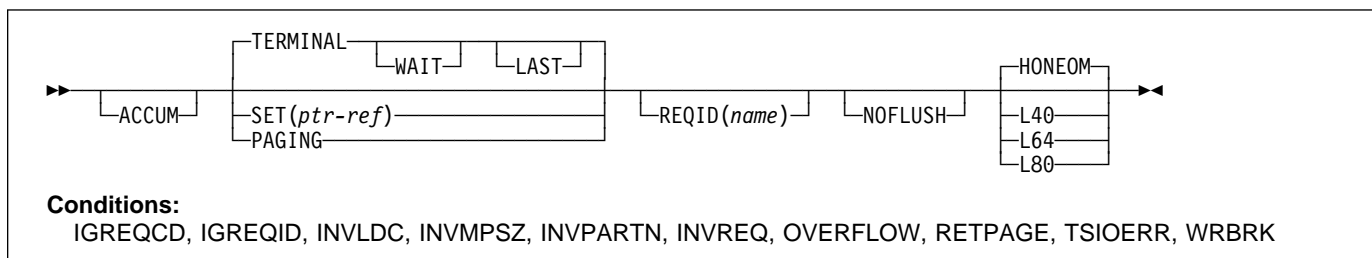 TERMINAL
WAIT LAST HONEOM
ACCUM SET(ptr-ref) REQID(name) NOFLUSH L40
PAGING L64
L80
Conditions:
IGREQCD, IGREQID, INVLDC, INVMPSZ, INVPARTN, INVREQ, OVERFLOW, RETPAGE, TSIOERR, WRBRK